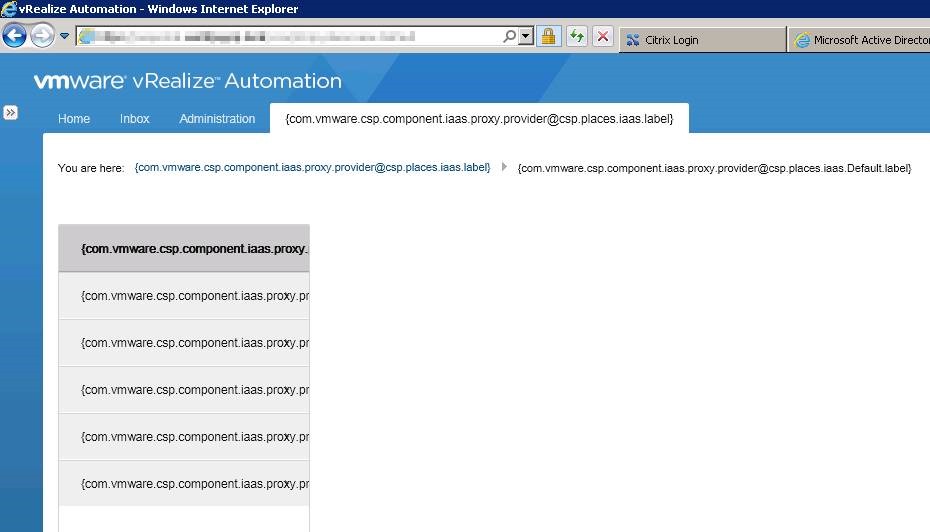 vRealize Automation - Windows Internet Explorer
Citrix Login
Microsoft Active Directo
vmware® vRealize™ Automation
Home
Inbox
Administration
{com.vmware.csp.component.iaas.proxy.provider@csp.places.iaas.label}
You are here:
{com.vmware.csp.component.iaas.proxy.provider@csp.places.iaas.label}
{com.vmware.csp.component.iaas.proxy.provider@csp.places.iaas.Default.label}
{com.vmware.csp.component.iaas.proxy.
{com.vmware.csp.component.iaas.proxy.pr
{com.vmware.csp.component.iaas.proxy.pr
{com.vmware.csp.component.iaas.proxy.pr
{com.vmware.csp.component.iaas.proxy.pr
{com.vmware.csp.component.iaas.proxy.pr